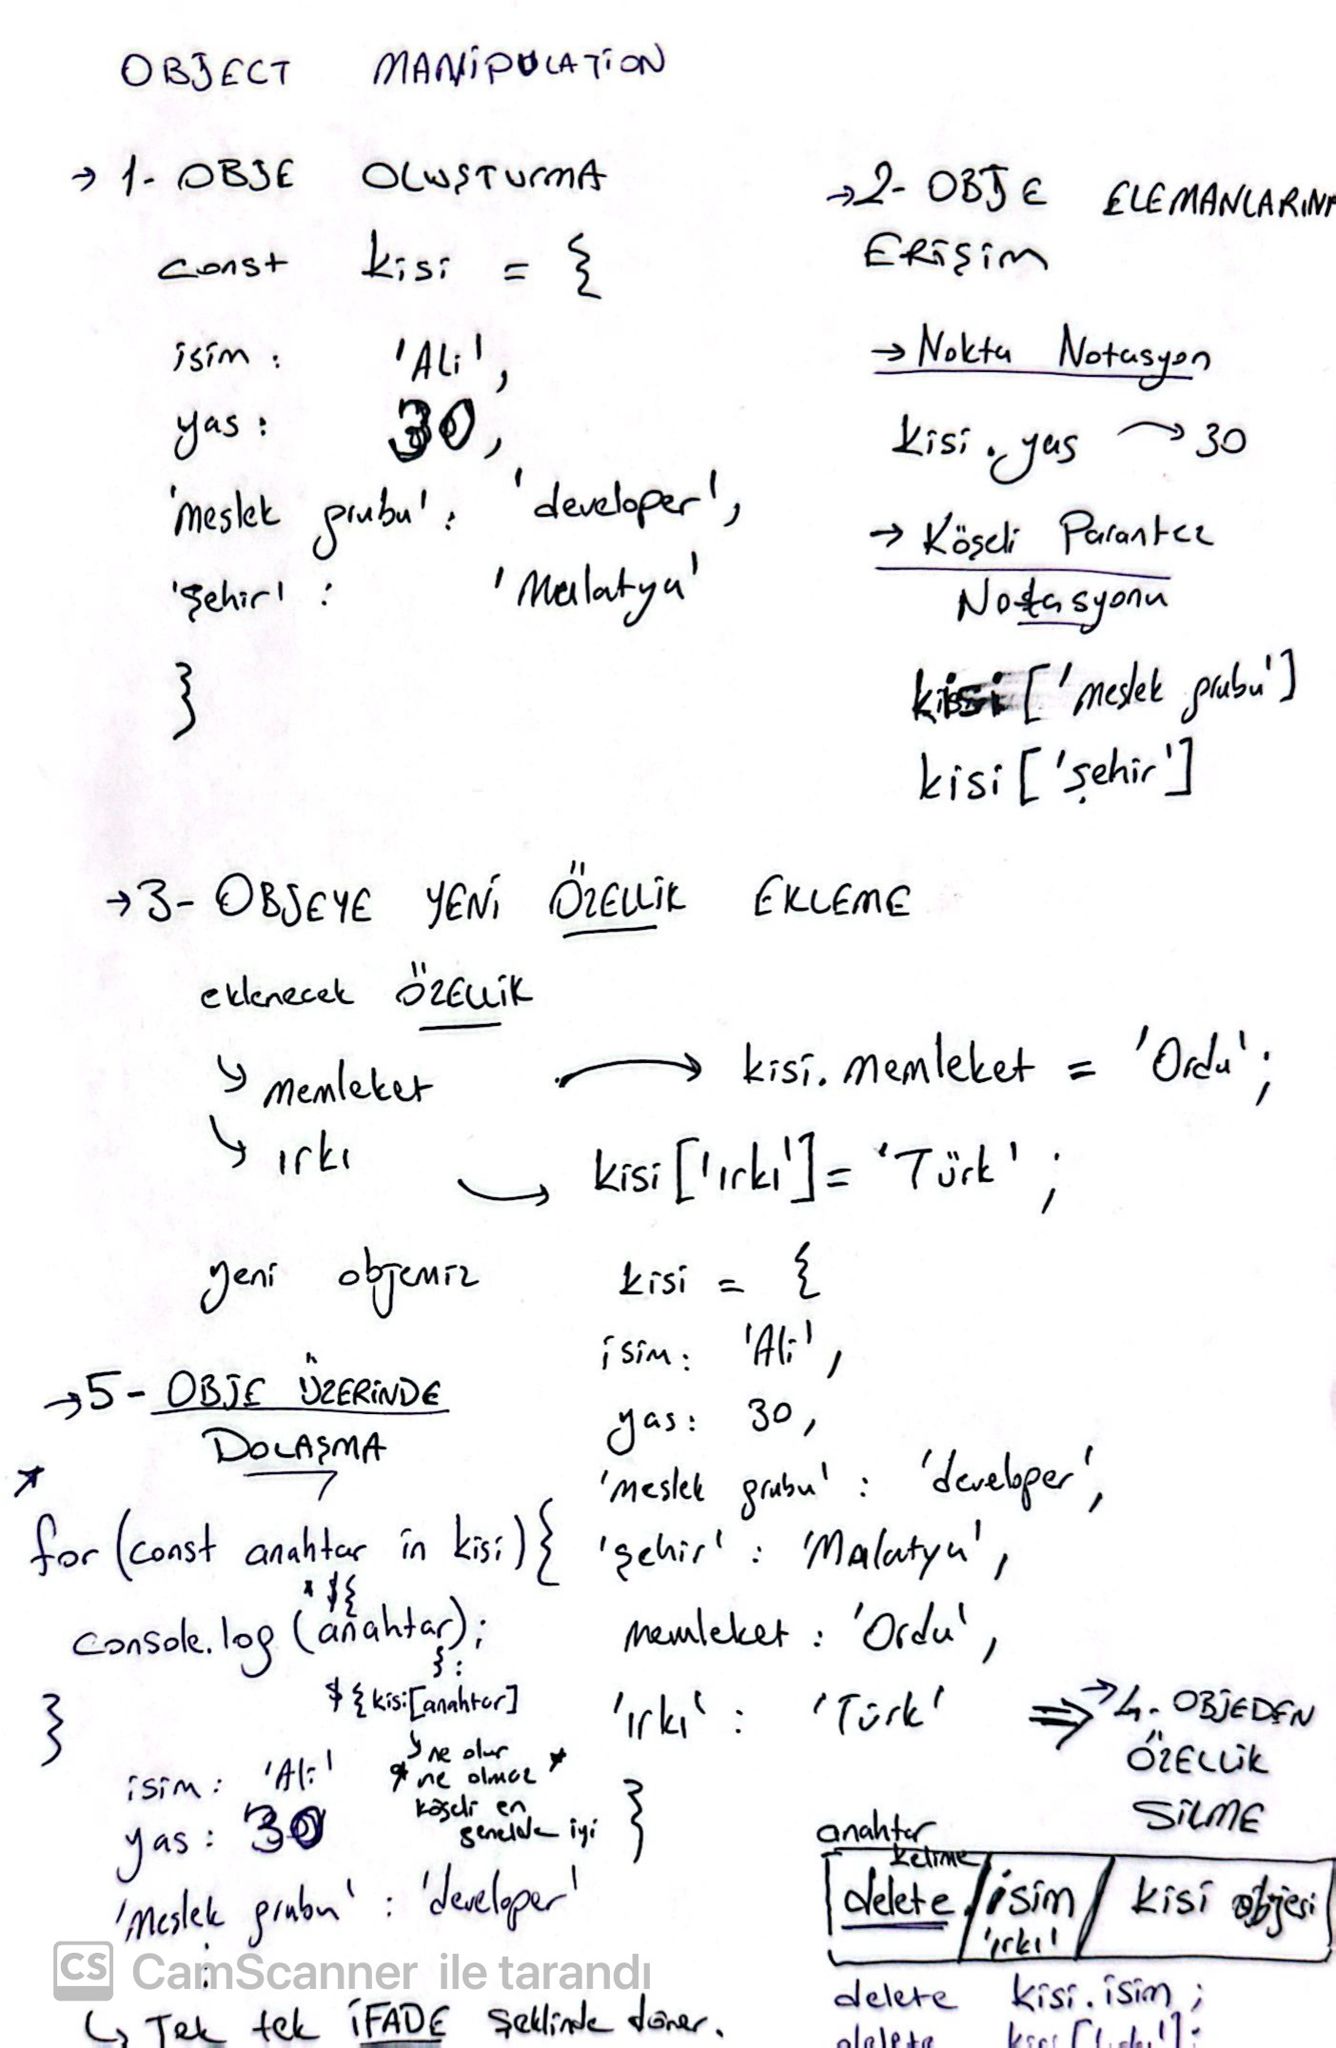 OBJECT MANIPULATION
→ 1- OBJE OLUŞTURMA
const kisi = {
isim : 'Ali',
yas : 30,
'meslek grubu' : 'developer',
'şehir' : 'Malatya'
}
→ 2- OBJE ELEMANLARINA
ERİŞİM
→ Nokta Notasyon
kisi.yas → 30
→ Köşeli Parantez
Notasyonu
kisi['meslek grubu']
kisi['şehir']
→ 3- OBJEYE YENİ ÖZELLİK EKLEME
eklenecek ÖZELLİK
↳ memleket → kisi.memleket = 'Ordu';
↳ ırkı → kisi['ırkı'] = 'Türk' ;
yeni objemiz
kisi = {
isim : 'Ali',
yas : 30,
'meslek grubu' : 'developer',
'şehir' : 'Malatya',
memleket : 'Ordu',
'ırkı' : 'Türk'
}
⇒ → 4- OBJEDEN
ÖZELLİK
SİLME
anahtar
kelime
delete / isim / kisi objesi
'ırkı'
delete kisi.isim ;
delete kisi['ırkı'];
→ 5- OBJE ÜZERİNDE
DOLAŞMA
for (const anahtar in kisi) {
* ${
console.log (anahtar);
} :
${kisi[anahtar]
}
↳ ne olur
* ne olmaz *
köşeli en
genelde iyi
isim : 'Ali'
yas : 30
'meslek grubu' : 'developer'
:
↳ Tek tek İFADE şeklinde döner.
CS CamScanner ile tarandı